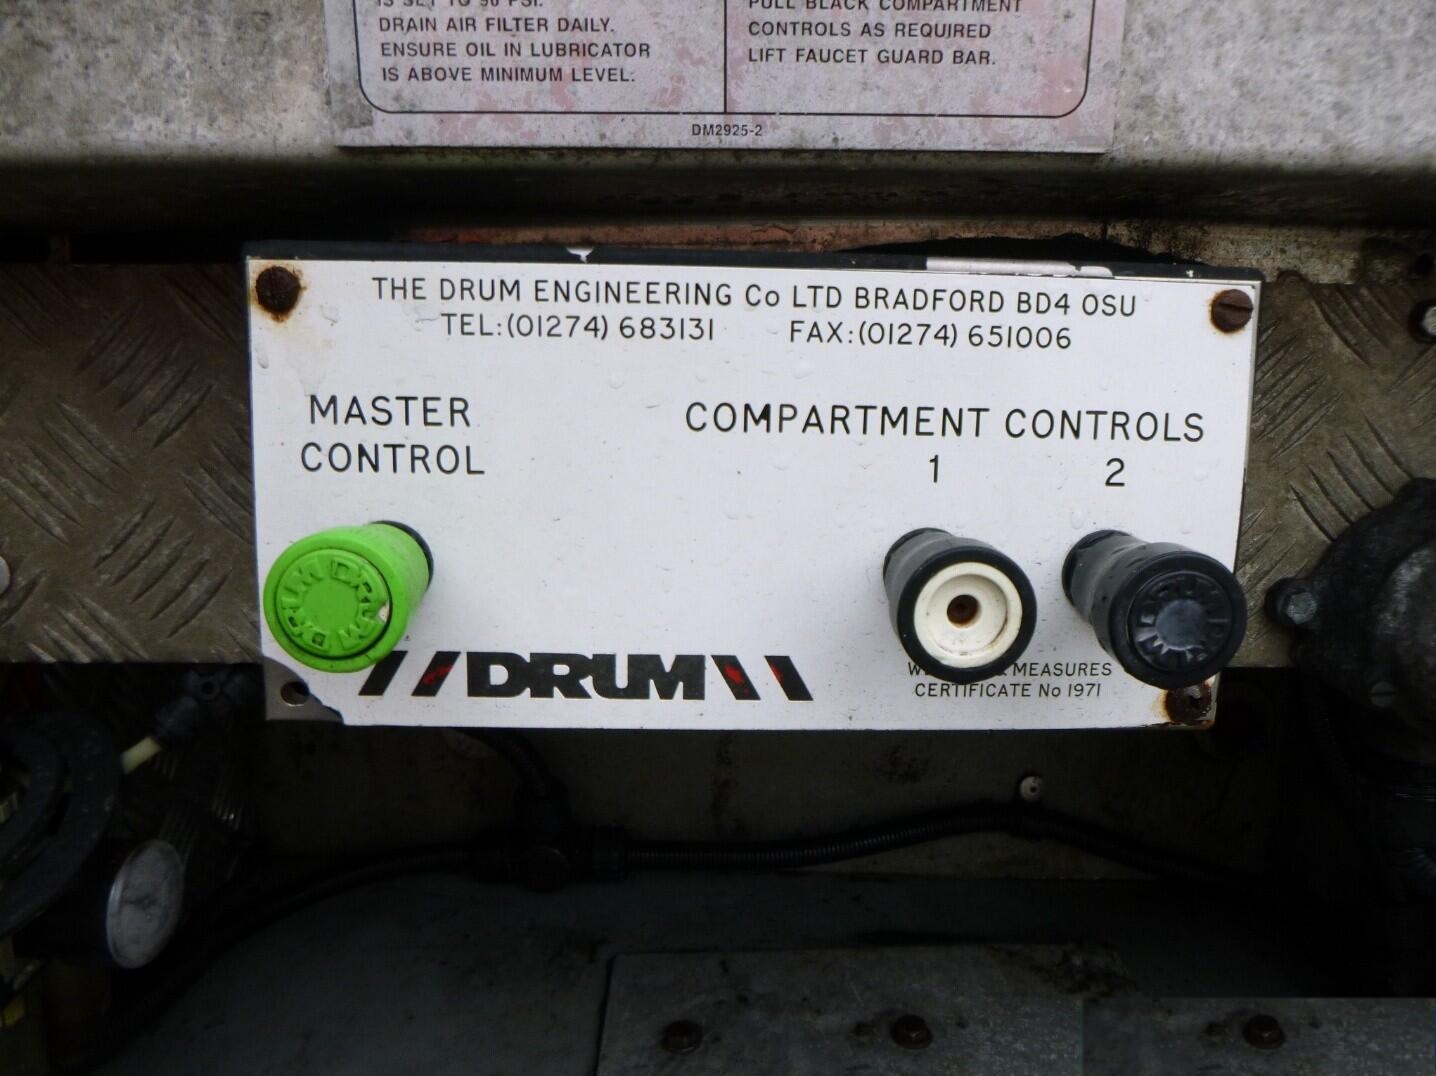 IS SET TO 90 PSI.
DRAIN AIR FILTER DAILY.
ENSURE OIL IN LUBRICATOR
IS ABOVE MINIMUM LEVEL.
PULL BLACK COMPARTMENT
CONTROLS AS REQUIRED
LIFT FAUCET GUARD BAR.
DM2925-2
THE DRUM ENGINEERING Co LTD BRADFORD BD4 OSU
TEL:(01274) 683131 FAX:(01274) 651006
MASTER
CONTROL
COMPARTMENT CONTROLS
1 2
DRUM DRUM DRUM
DRUM
& MEASURES
CERTIFICATE No 1971